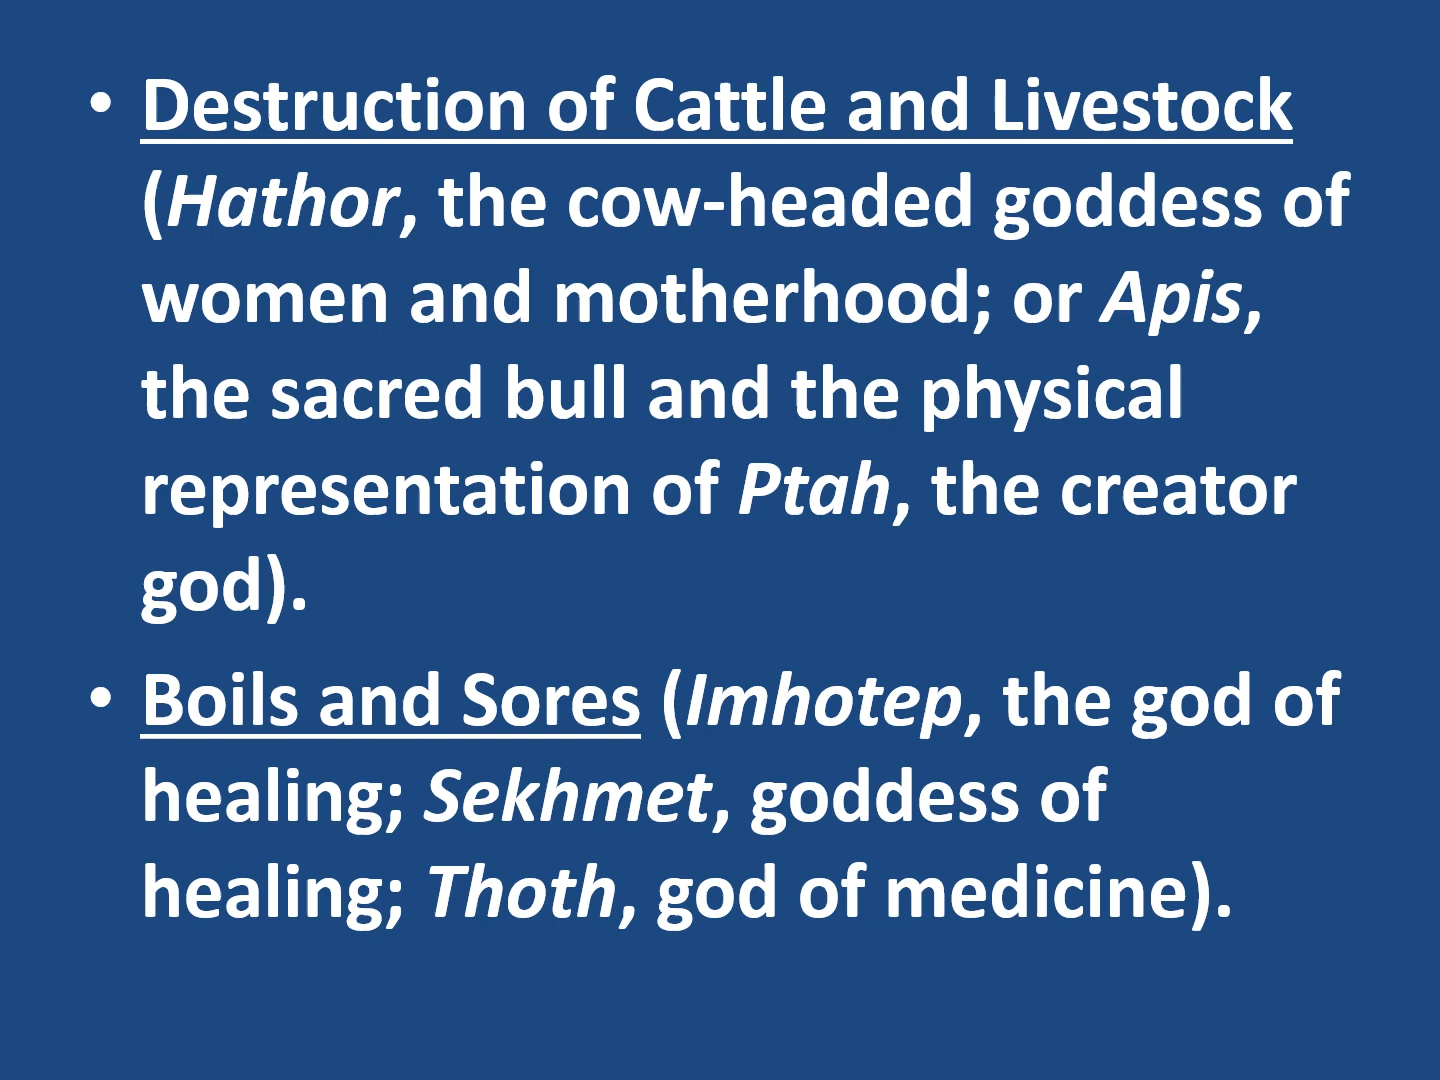 • Destruction of Cattle and Livestock
(Hathor, the cow-headed goddess of
women and motherhood; or Apis,
the sacred bull and the physical
representation of Ptah, the creator
god).
• Boils and Sores (Imhotep, the god of
healing; Sekhmet, goddess of
healing; Thoth, god of medicine).